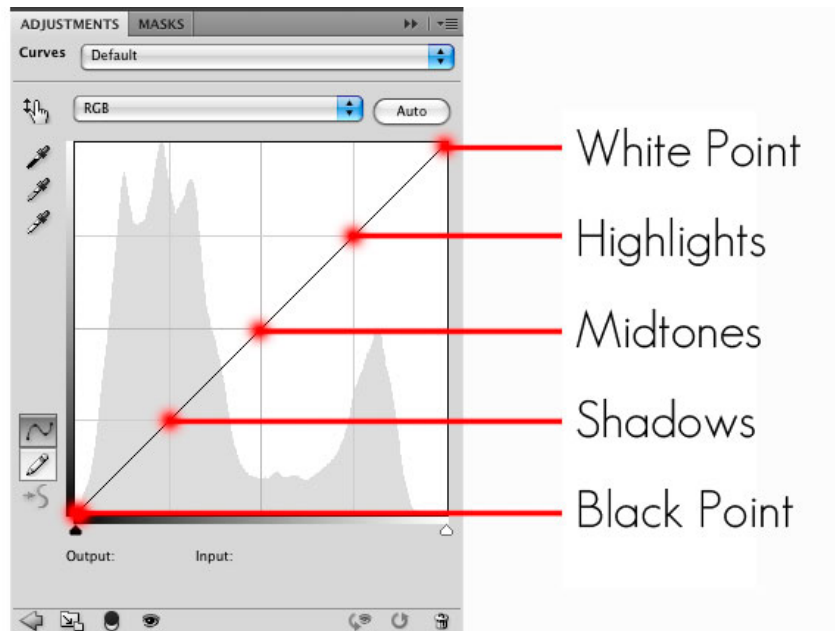 ADJUSTMENTS MASKS
Curves Default
RGB Auto
White Point
Highlights
Midtones
Shadows
Black Point
Output: Input: